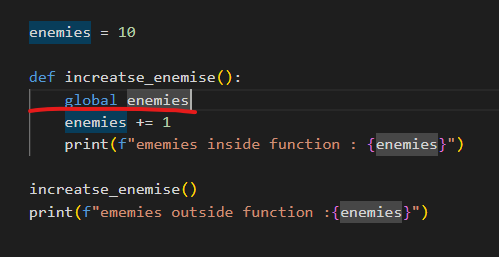 enemies = 10
def increatse_enemise():
global enemies
enemies += 1
print(f"ememies inside function : {enemies}")
increatse_enemise()
print(f"ememies outside function :{enemies}")